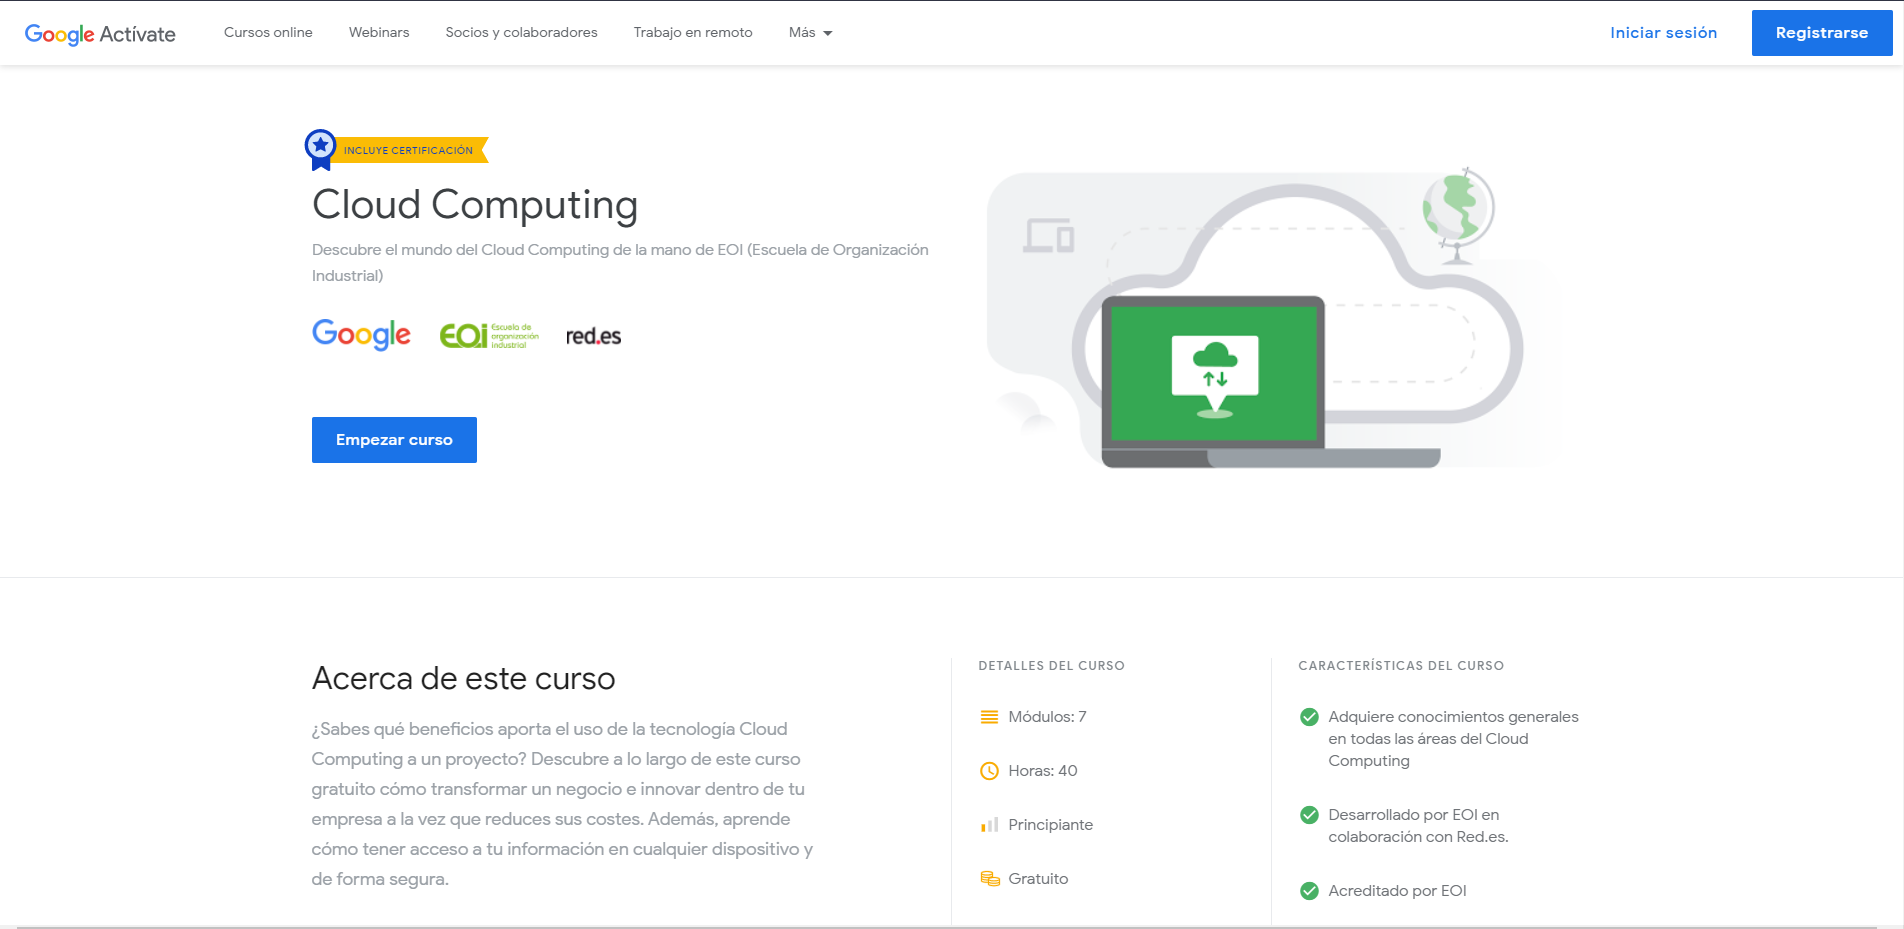 Google Actívate
Cursos online
Webinars
Socios y colaboradores
Trabajo en remoto
Más
Iniciar sesión
Registrarse
INCLUYE CERTIFICACIÓN
Cloud Computing
Descubre el mundo del Cloud Computing de la mano de EOI (Escuela de Organización
Industrial)
Google
EOi
Escuela de
organización
industrial
red.es
Empezar curso
Acerca de este curso
¿Sabes qué beneficios aporta el uso de la tecnología Cloud
Computing a un proyecto? Descubre a lo largo de este curso
gratuito cómo transformar un negocio e innovar dentro de tu
empresa a la vez que reduces sus costes. Además, aprende
cómo tener acceso a tu información en cualquier dispositivo y
de forma segura.
DETALLES DEL CURSO
Módulos: 7
Horas: 40
Principiante
Gratuito
CARACTERÍSTICAS DEL CURSO
Adquiere conocimientos generales
en todas las áreas del Cloud
Computing
Desarrollado por EOI en
colaboración con Red.es.
Acreditado por EOI